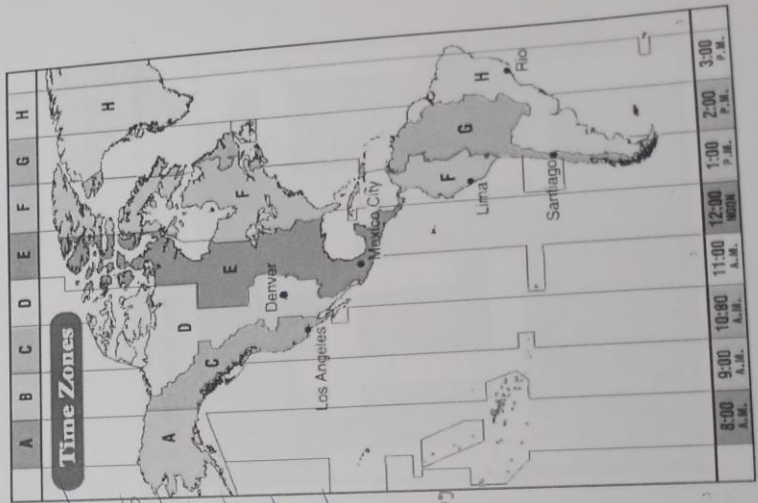 A B C D E F G H
Time Zones
H
D
A
C
E
F
Denver
Los Angeles
Mexico City
H
G
F
Lima
Rio
Santiago
8:00 A.M. 9:00 A.M. 10:80 A.M. 11:00 A.M. 12:00 NOON 1:00 P.M. 2:00 P.M. 3:00 P.M.